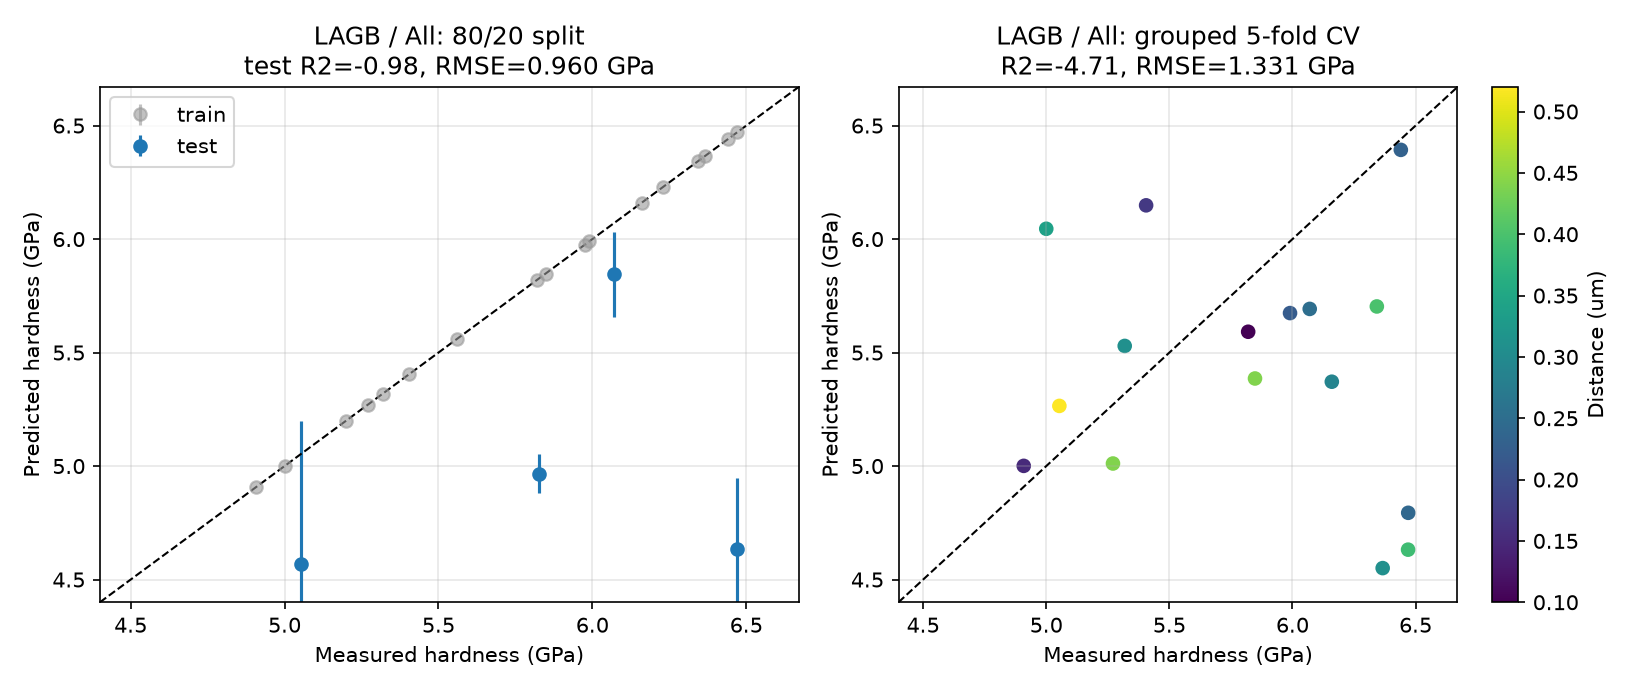 LAGB / All: 80/20 split
test R2=-0.98, RMSE=0.960 GPa
train
test
6.5
6.0
5.5
5.0
4.5
Predicted hardness (GPa)
4.5 5.0 5.5 6.0 6.5
Measured hardness (GPa)
LAGB / All: grouped 5-fold CV
R2=-4.71, RMSE=1.331 GPa
6.5
6.0
5.5
5.0
4.5
Predicted hardness (GPa)
4.5 5.0 5.5 6.0 6.5
Measured hardness (GPa)
0.50
0.45
0.40
0.35
0.30
0.25
0.20
0.15
0.10
Distance (um)